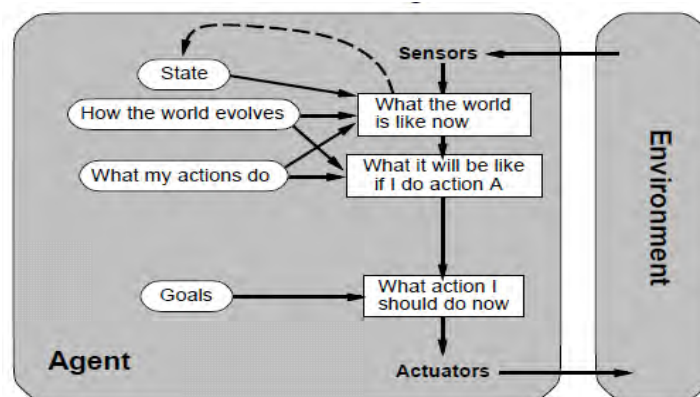 Sensors
State
What the world
is like now
How the world evolves
What it will be like
if I do action A
What my actions do
Environment
What action I
should do now
Goals
Agent
Actuators